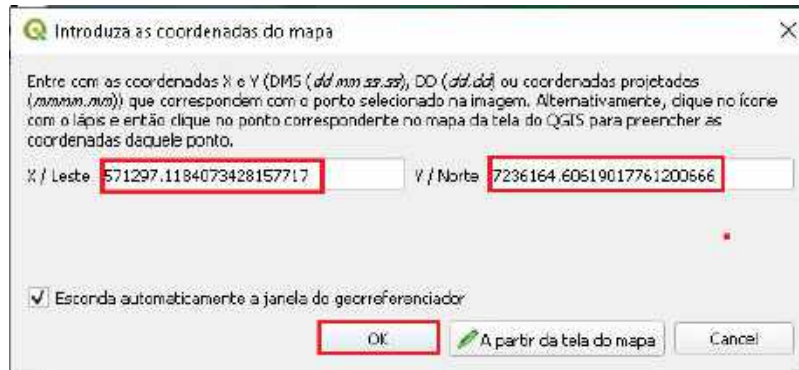 Introduza as coordenadas do mapa
Entre com as coordenadas X e Y (DMS (dd mm ss.ss), DD (dd.dd) ou coordenadas projetadas
(mmmm.mm)) que correspondem com o ponto selecionado na imagem. Alternativamente, clique no ícone
com o lápis e então clique no ponto correspondente no mapa da tela do QGIS para preencher as
coordenadas daquele ponto.
X / Leste 571297.1184073428157717 Y / Norte 7236164.60619017761200666
Esconda automaticamente a janela do georreferenciador
OK A partir da tela do mapa Cancel